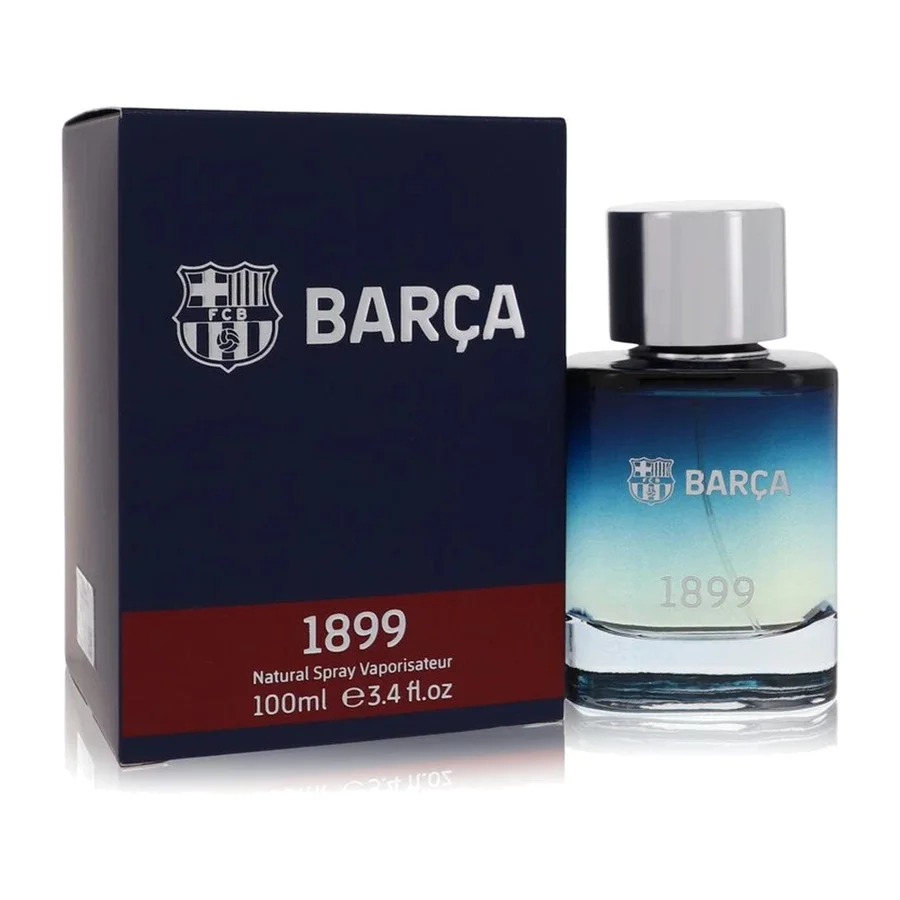 FCB
BARÇA
1899
Natural Spray Vaporisateur
100ml ℮3.4 fl.oz
FCB
BARÇA
1899